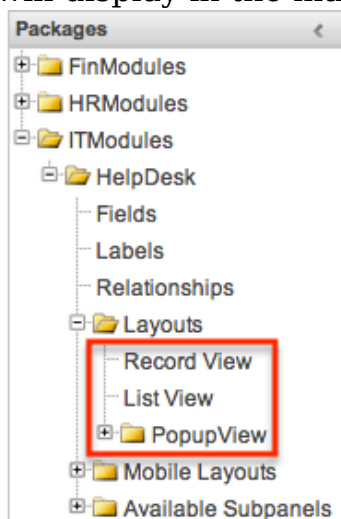 Packages
FinModules
HRModules
ITModules
HelpDesk
Fields
Labels
Relationships
Layouts
Record View
List View
PopupView
Mobile Layouts
Available Subpanels